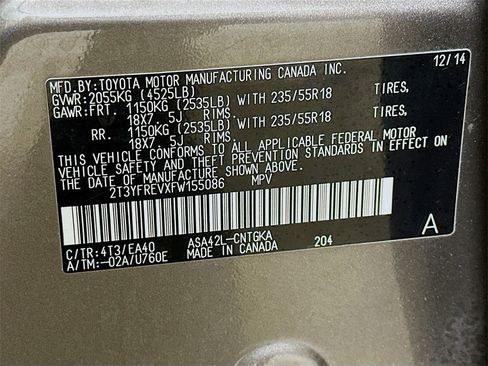 MFD. BY: TOYOTA MOTOR MANUFACTURING CANADA INC. 12/14
GVWR: 2055KG (4525LB)
GAWR: FRT. 1150KG (2535LB) WITH 235/55R18 TIRES,
18X7.5J RIMS.
RR. 1150KG (2535LB) WITH 235/55R18 TIRES,
18X7.5J RIMS.
THIS VEHICLE CONFORMS TO ALL APPLICABLE FEDERAL MOTOR
VEHICLE SAFETY AND THEFT PREVENTION STANDARDS IN EFFECT ON
THE DATE OF MANUFACTURE SHOWN ABOVE.
2T3YFREVXFW155086 MPV
C/TR: 4T3/EA40 ASA42L-CNTGKA 204 A
A/TM: -02A/U760E MADE IN CANADA